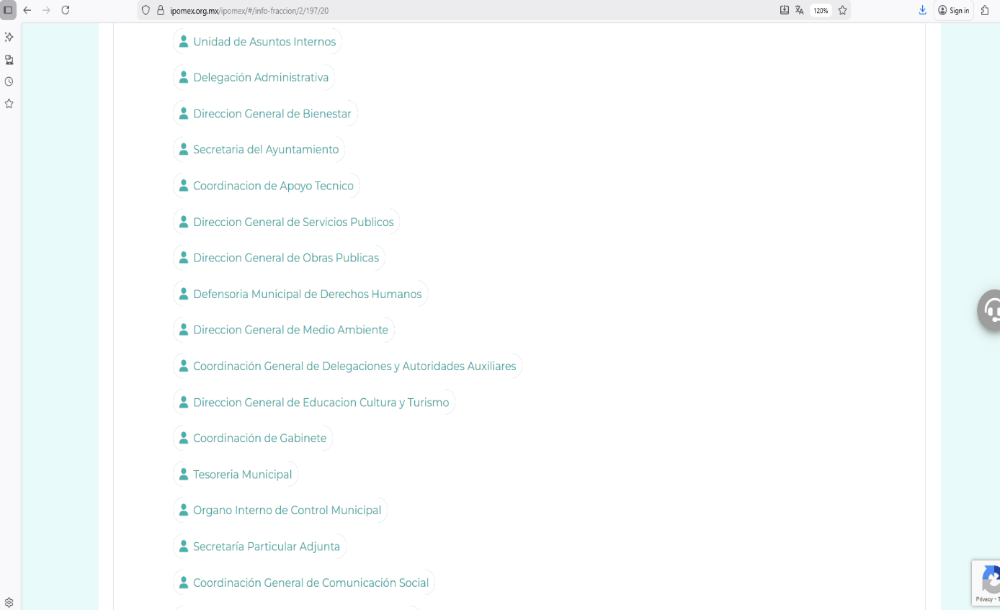 ipomex.org.mx/ipomex/#/info-fraccion/2/197/20
120%
Sign in
Unidad de Asuntos Internos
Delegación Administrativa
Direccion General de Bienestar
Secretaria del Ayuntamiento
Coordinacion de Apoyo Tecnico
Direccion General de Servicios Publicos
Direccion General de Obras Publicas
Defensoria Municipal de Derechos Humanos
Direccion General de Medio Ambiente
Coordinación General de Delegaciones y Autoridades Auxiliares
Direccion General de Educacion Cultura y Turismo
Coordinación de Gabinete
Tesoreria Municipal
Organo Interno de Control Municipal
Secretaría Particular Adjunta
Coordinación General de Comunicación Social
Privacy -